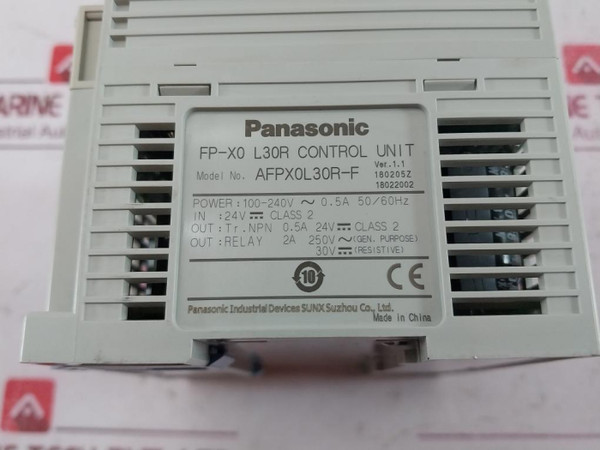 Panasonic
FP-X0 L30R CONTROL UNIT
Ver.1.1
Model No. AFPX0L30R-F 180205Z
18022002
POWER:100-240V ~ 0.5A 50/60Hz
IN :24V ⎓ CLASS 2
OUT :Tr.NPN 0.5A 24V ⎓ CLASS 2
OUT :RELAY 2A 250V ~(GEN. PURPOSE)
30V ⎓(RESISTIVE)
10
CE
Panasonic Industrial Devices SUNX Suzhou Co., Ltd.
Made in China